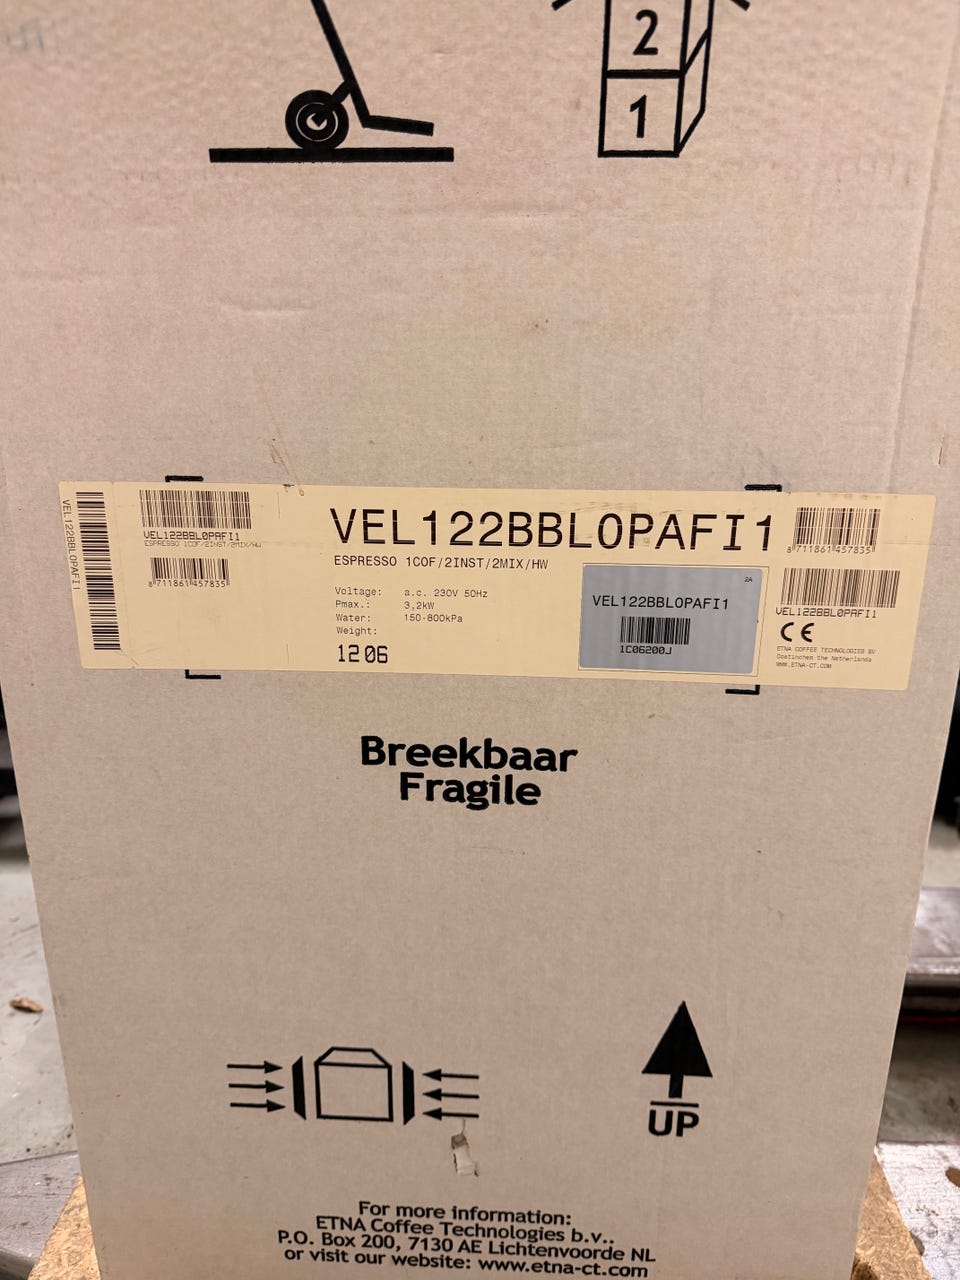 2
1
VEL122BBL0PAFI1
VEL122BBL0PAFI1
ESPRESSO 1COF/2INST/2MIX/HW
8 711861 457835
VEL122BBL0PAFI1
ESPRESSO 1COF/2INST/2MIX/HW
Voltage: a.c. 230V 50Hz
Pmax.: 3,2kW
Water: 150-800kPa
Weight:
1206
2A
VEL122BBL0PAFI1
1C06200J
8 711861 457835
VEL122BBL0PAFI1
CE
ETNA COFFEE TECHNOLOGIES BV
Doetinchem the Netherlands
WWW.ETNA-CT.COM
Breekbaar
Fragile
UP
For more information:
ETNA Coffee Technologies b.v..
P.O. Box 200, 7130 AE Lichtenvoorde NL
or visit our website: www.etna-ct.com